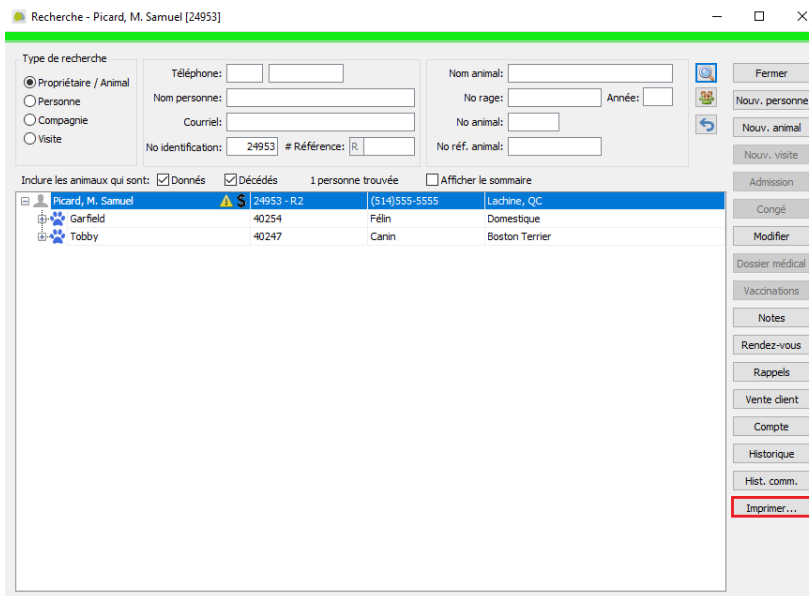 Recherche - Picard, M. Samuel [24953]
Type de recherche
Propriétaire / Animal
Personne
Compagnie
Visite
Téléphone:
Nom personne:
Courriel:
No identification: 24953 # Référence: R
Nom animal:
No rage: Année:
No animal:
No réf. animal:
Inclure les animaux qui sont: Donnés Décédés 1 personne trouvée Afficher le sommaire
Picard, M. Samuel 24953 - R2 (514)555-5555 Lachine, QC
Garfield 40254 Félin Domestique
Tobby 40247 Canin Boston Terrier
Fermer
Nouv. personne
Nouv. animal
Nouv. visite
Admission
Congé
Modifier
Dossier médical
Vaccinations
Notes
Rendez-vous
Rappels
Vente client
Compte
Historique
Hist. comm.
Imprimer...